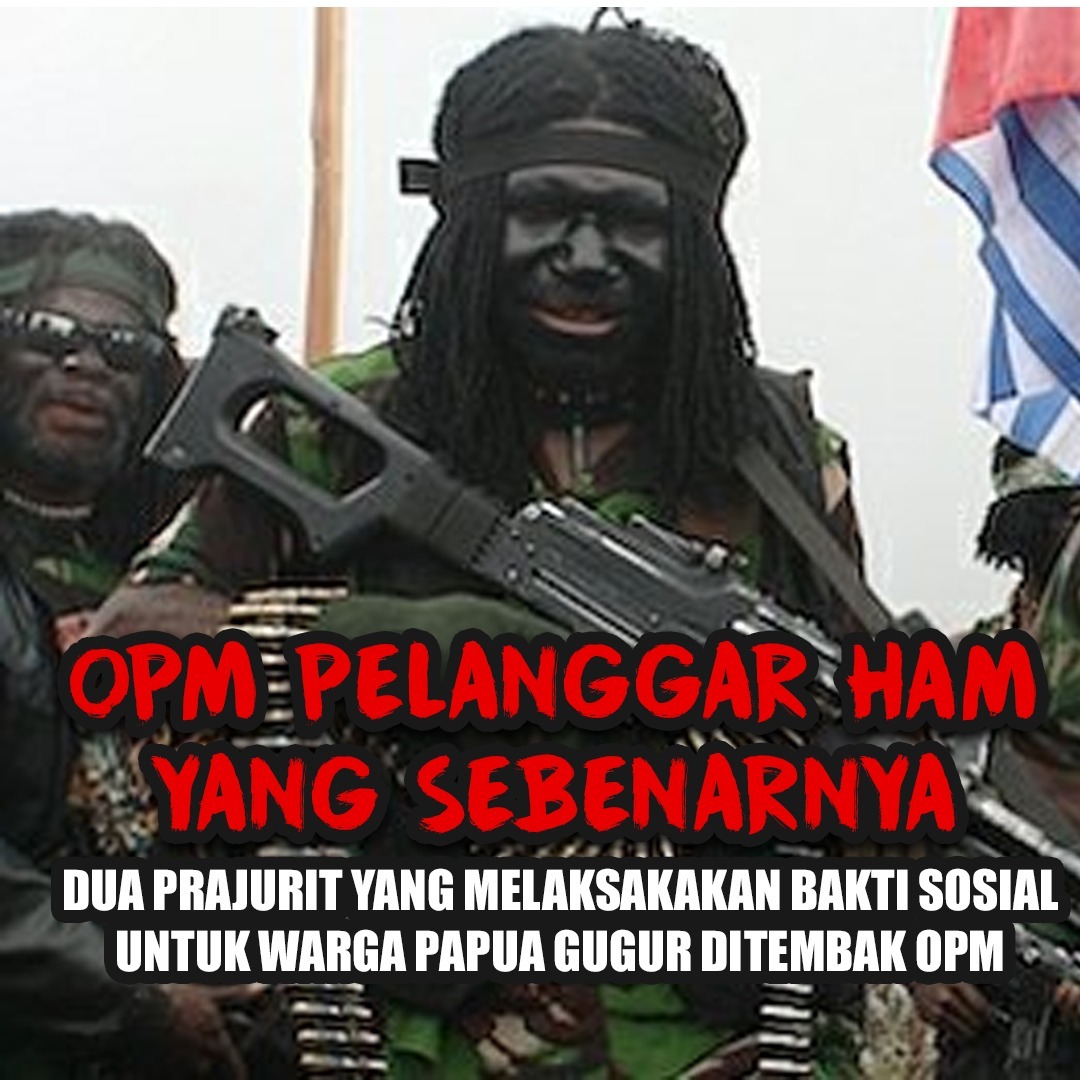 OPM PELANGGAR HAM
YANG SEBENARNYA
DUA PRAJURIT YANG MELAKSAKAKAN BAKTI SOSIAL
UNTUK WARGA PAPUA GUGUR DITEMBAK OPM